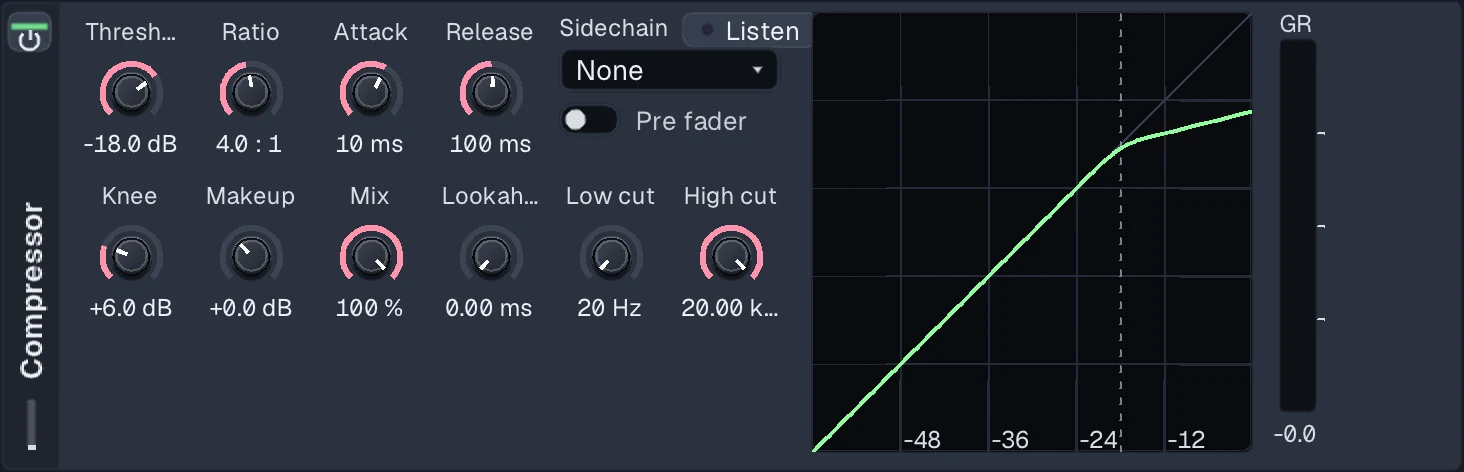 Compressor
Thresh...
Ratio
Attack
Release
-18.0 dB
4.0 : 1
10 ms
100 ms
Sidechain
Listen
None
Pre fader
Knee
Makeup
Mix
Lookah...
Low cut
High cut
+6.0 dB
+0.0 dB
100 %
0.00 ms
20 Hz
20.00 k...
-48
-36
-24
-12
GR
-0.0